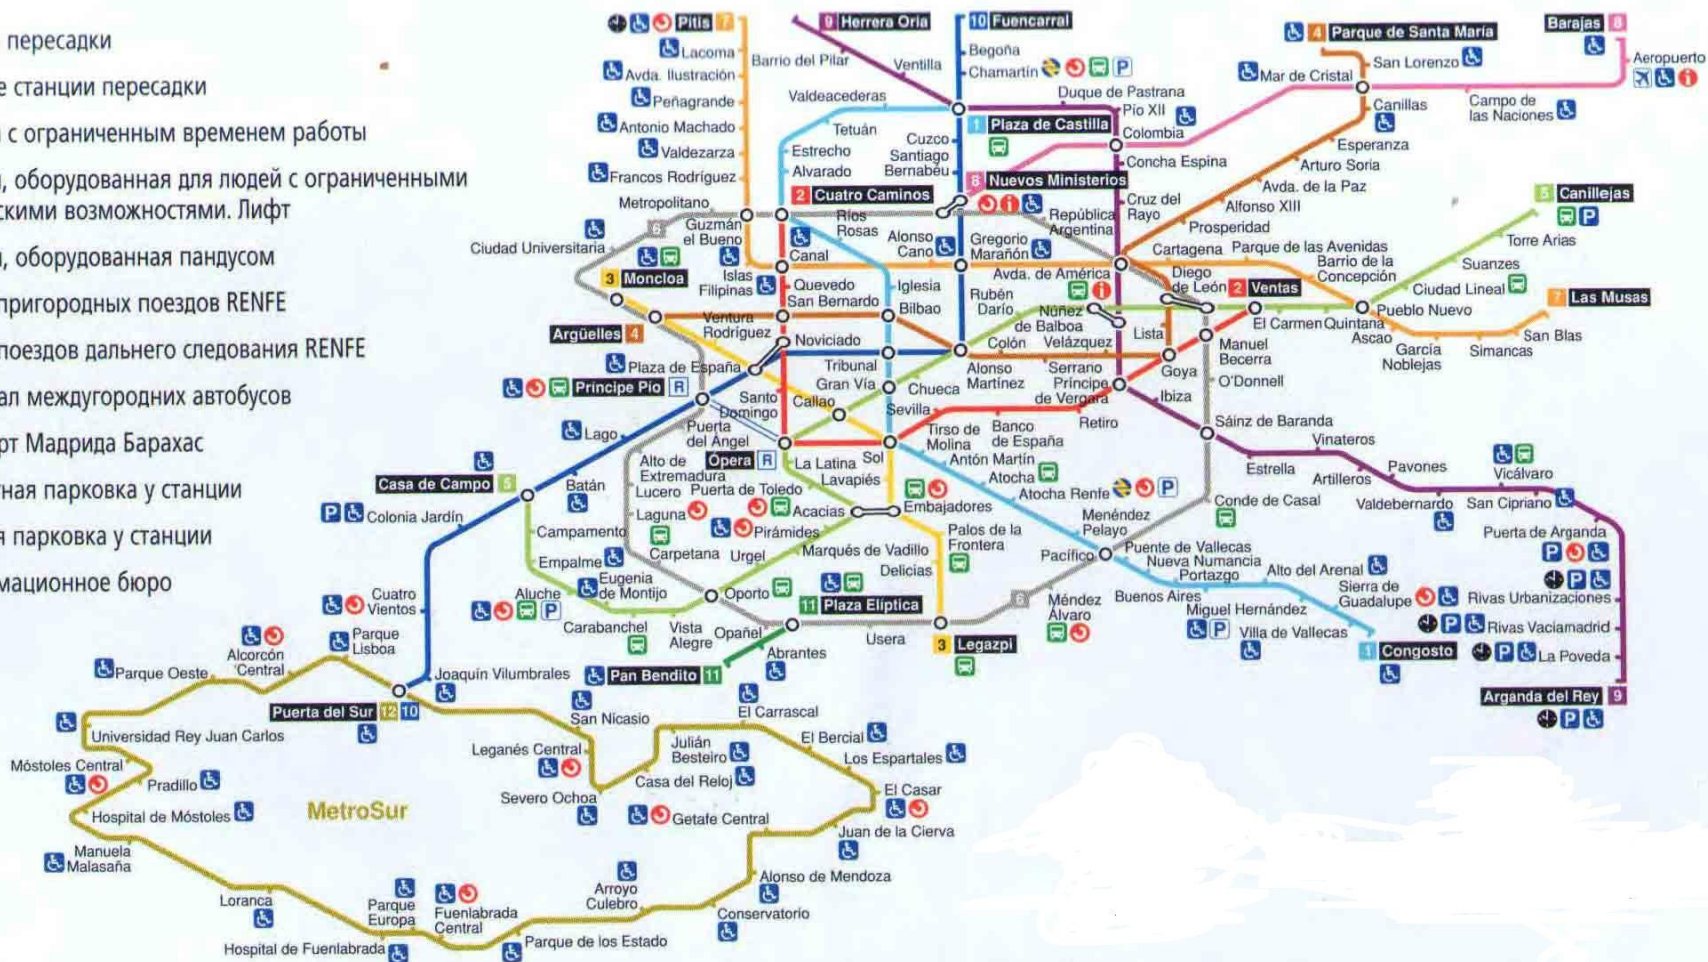 пересадки
е станции пересадки
с ограниченным временем работы
, оборудованная для людей с ограниченными
скими возможностями. Лифт
, оборудованная пандусом
пригородных поездов RENFE
поездов дальнего следования RENFE
ал междугородних автобусов
рт Мадрида Барахас
тная парковка у станции
я парковка у станции
мационное бюро
Pitis 7
Lacoma
Avda. Ilustración
Peñagrande
Antonio Machado
Valdezarza
Francos Rodríguez
Metropolitano
6
Guzmán
el Bueno
Ciudad Universitaria
Islas
Filipinas
3 Moncloa
Argüelles 4
Ventura
Rodríguez
Plaza de España
Príncipe Pío R
9 Herrera Oria
Barrio del Pilar
Ventilla
10 Fuencarral
Begoña
Chamartín P
Valdeacederas
Tetuán
Estrecho
Alvarado
2 Cuatro Caminos
Duque de Pastrana
Pío XII
1 Plaza de Castilla
Cuzco
Santiago
Bernabéu
Colombia
Concha Espina
8 Nuevos Ministerios
Cruz del
Rayo
República
Argentina
Ríos
Rosas
Alonso
Cano
Gregorio
Marañón
Canal
Quevedo
San Bernardo
Iglesia
Bilbao
Noviciado
Tribunal
Gran Vía
Chueca
Callao
Santo
Domingo
Sevilla
Sol
Ópera R
Avda. de América
Rubén
Darío
Núñez
de Balboa
Colón
Velázquez
Alonso
Martínez
Serrano
Príncipe
de Vergara
Banco
de España
Retiro
4 Parque de Santa María
San Lorenzo
Mar de Cristal
Canillas
Esperanza
Arturo Soria
Avda. de la Paz
Alfonso XIII
Prosperidad
Barajas 8
Aeropuerto
Campo de
las Naciones
Cartagena
Parque de las Avenidas
Barrio de la
Concepción
5 Canillejas
P
Torre Arias
Suanzes
Ciudad Lineal
Pueblo Nuevo
7 Las Musas
San Blas
Simancas
García
Noblejas
Ascao
Quintana
El Carmen
Diego
de León
2 Ventas
Lista
Manuel
Becerra
Goya
O'Donnell
Ibiza
Sáinz de Baranda
Estrella
Vinateros
Artilleros
Pavones
Valdebernardo
Vicálvaro
San Cipriano
Puerta de Arganda
P
P
Rivas Urbanizaciones
P
Rivas Vaciamadrid
P
La Poveda
Arganda del Rey 9
P
Conde de Casal
Lago
Puerta
del Ángel
Alto de
Extremadura
Lucero
Laguna
Carpetana
Casa de Campo 5
Batán
P
Colonia Jardín
Campamento
Empalme
Aluche
P
Eugenia
de Montijo
Carabanchel
Vista
Alegre
Oporto
Urgel
Marqués de Vadillo
Pirámides
Acacias
Puerta de Toledo
La Latina
Lavapiés
Embajadores
Tirso de
Molina
Antón Martín
Atocha
Atocha Renfe P
Menéndez
Pelayo
Pacífico
Palos de la
Frontera
Delicias
3 Legazpi
Usera
6
Méndez
Álvaro
11 Plaza Elíptica
Opañel
Abrantes
Pan Bendito 11
Puente de Vallecas
Nueva Numancia
Portazgo
Buenos Aires
Alto del Arenal
Miguel Hernández
P
Sierra de
Guadalupe
Villa de Vallecas
1 Congosto
Cuatro
Vientos
Joaquín Vilumbrales
Puerta del Sur 12 10
Parque
Lisboa
Alcorcón
Central
Parque Oeste
Universidad Rey Juan Carlos
Móstoles Central
Pradillo
Hospital de Móstoles
Manuela
Malasaña
Loranca
Hospital de Fuenlabrada
Parque
Europa
Fuenlabrada
Central
Parque de los Estado
Arroyo
Culebro
Conservatorio
Alonso de Mendoza
Getafe Central
Juan de la Cierva
El Casar
Los Espartales
El Bercial
El Carrascal
Julián
Besteiro
Casa del Reloj
Severo Ochoa
Leganés Central
San Nicasio
MetroSur